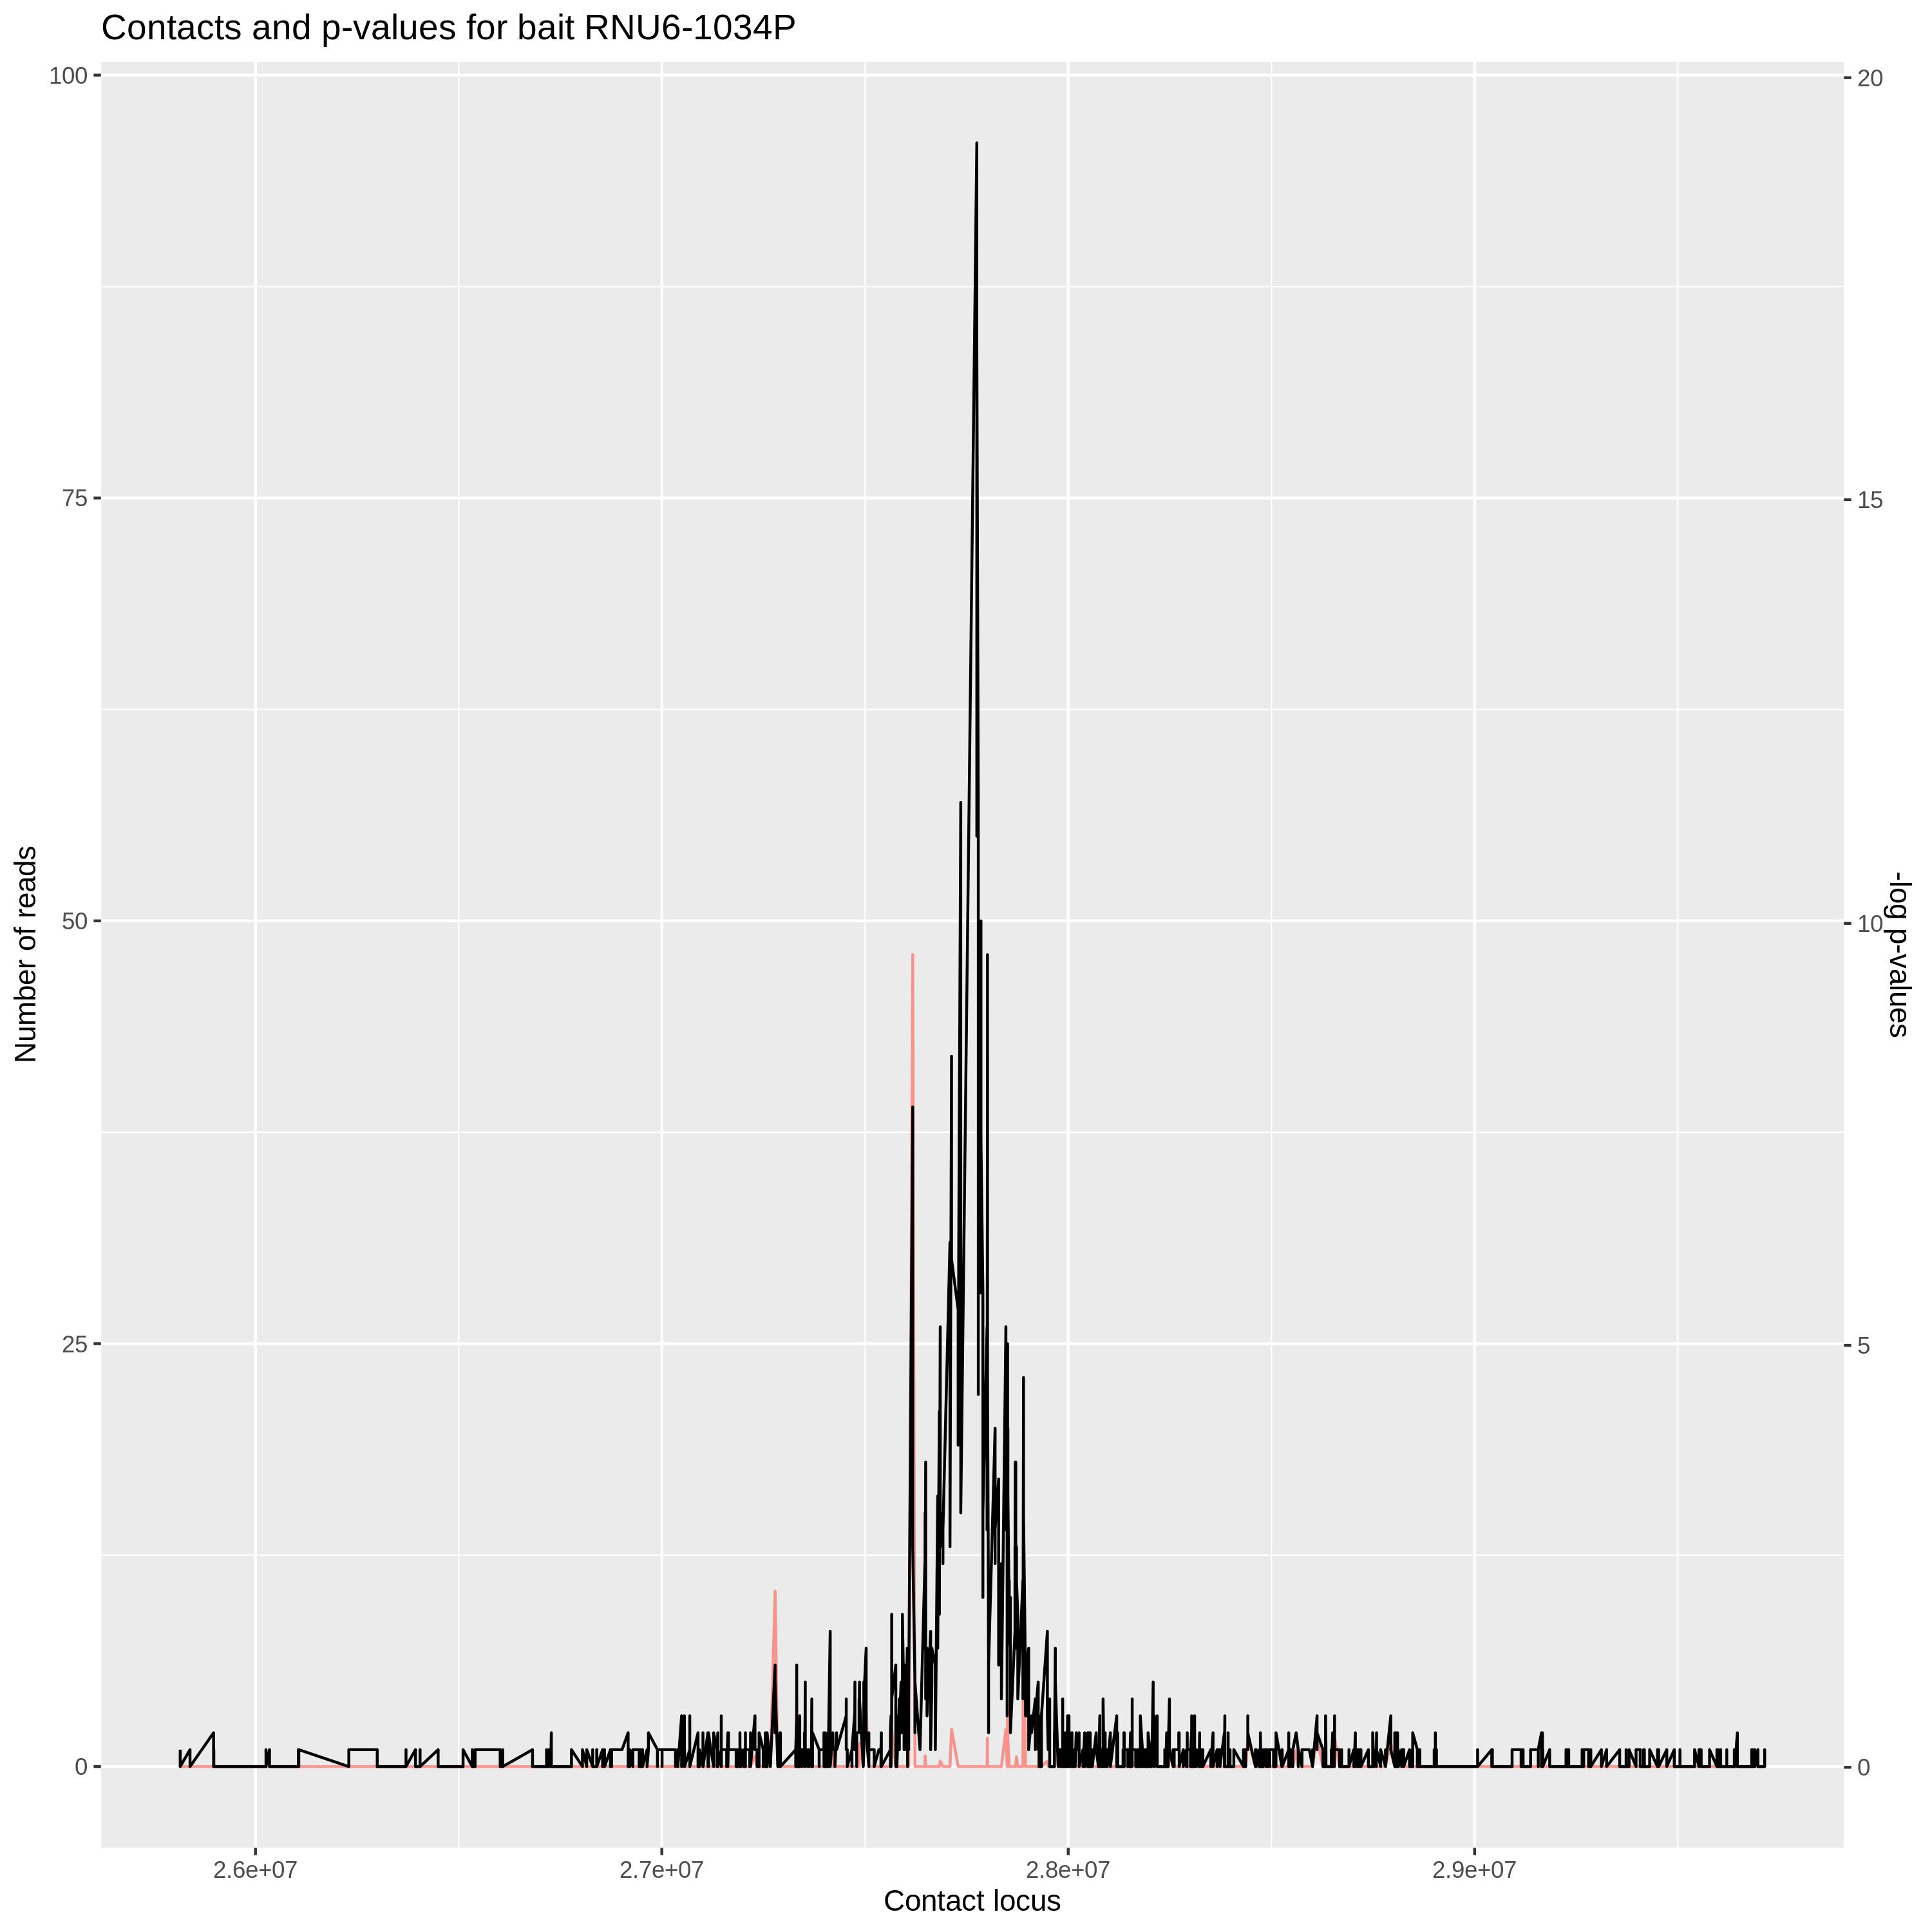 Contacts and p-values for bait RNU6-1034P
100
75
50
25
0
Number of reads
20
15
10
5
0
-log p-values
2.6e+07
2.7e+07
2.8e+07
2.9e+07
Contact locus